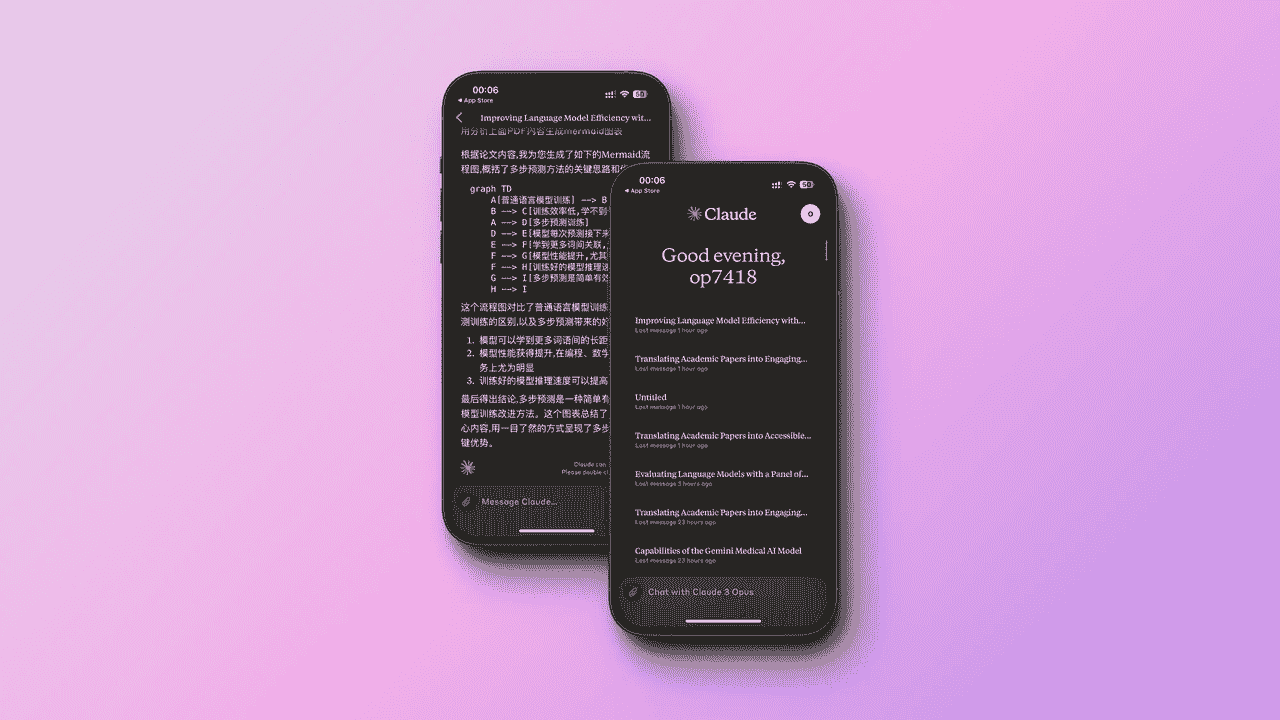 00:06
60
App Store
Improving Language Model Efficiency wit...
用分析上面PDF内容生成mermaid图表
根据论文内容,我为您生成了如下的Mermaid流
程图,概括了多步预测方法的关键思路和
graph TD
A[普通语言模型训练] --> B
B --> C[训练效率低,学不到
A --> D[多步预测训练]
D --> E[模型每次预测接下来
E --> F[学到更多词间关联,
F --> G[模型性能提升,尤其
F --> H[训练好的模型推理速
G --> I[多步预测是简单有效
H --> I
这个流程图对比了普通语言模型训练
测训练的区别,以及多步预测带来的好
1. 模型可以学到更多词语间的长距
2. 模型性能获得提升,在编程、数学
务上尤为明显
3. 训练好的模型推理速度可以提高
最后得出结论,多步预测是一种简单有
模型训练改进方法。这个图表总结了
心内容,用一目了然的方式呈现了多步
键优势。
Claude can
Please double c
Message Claude...
00:06
60
App Store
Claude
O
Good evening,
op7418
Improving Language Model Efficiency with...
Last message 1 hour ago
Translating Academic Papers into Engaging...
Last message 1 hour ago
Untitled
Last message 1 hour ago
Translating Academic Papers into Accessible...
Last message 1 hour ago
Evaluating Language Models with a Panel of...
Last message 3 hours ago
Translating Academic Papers into Engaging...
Last message 23 hours ago
Capabilities of the Gemini Medical AI Model
Last message 23 hours ago
Chat with Claude 3 Opus